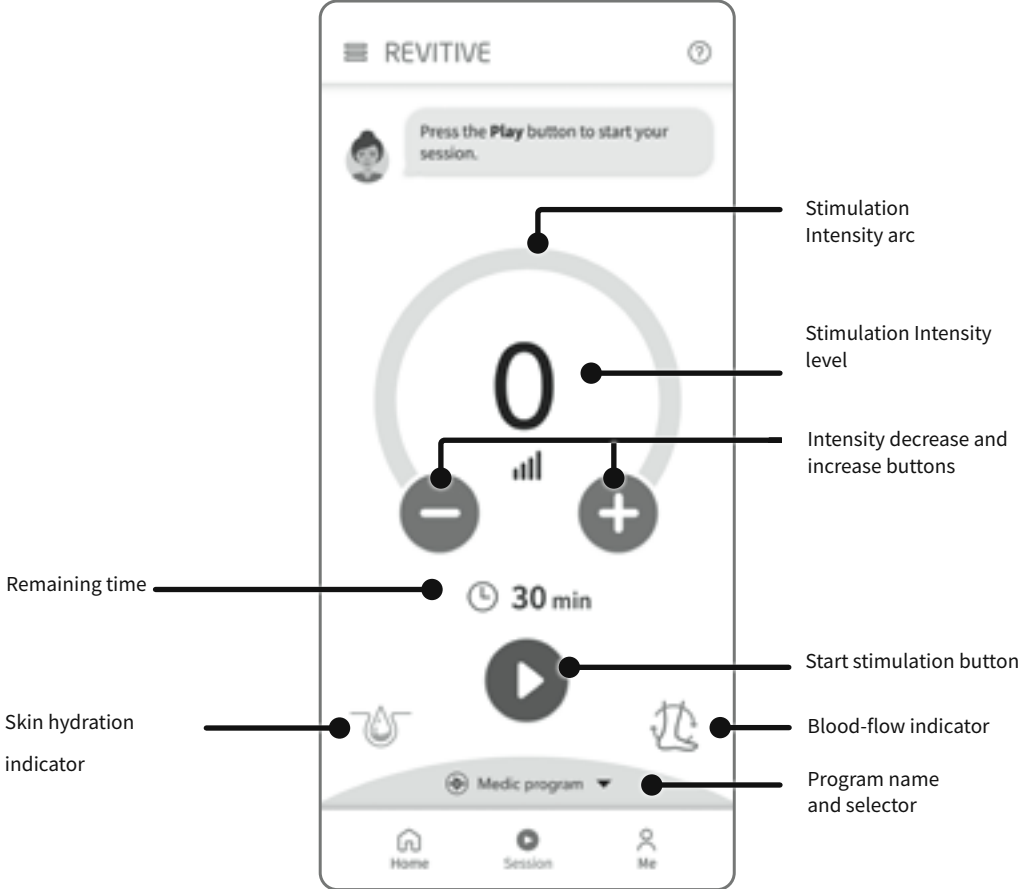 REVITIVE
?
Press the Play button to start your
session.
Stimulation
Intensity arc
Stimulation Intensity
level
0
Intensity decrease and
increase buttons
Remaining time
30 min
Start stimulation button
Skin hydration
indicator
Blood-flow indicator
Medic program
Program name
and selector
Home
Session
Me